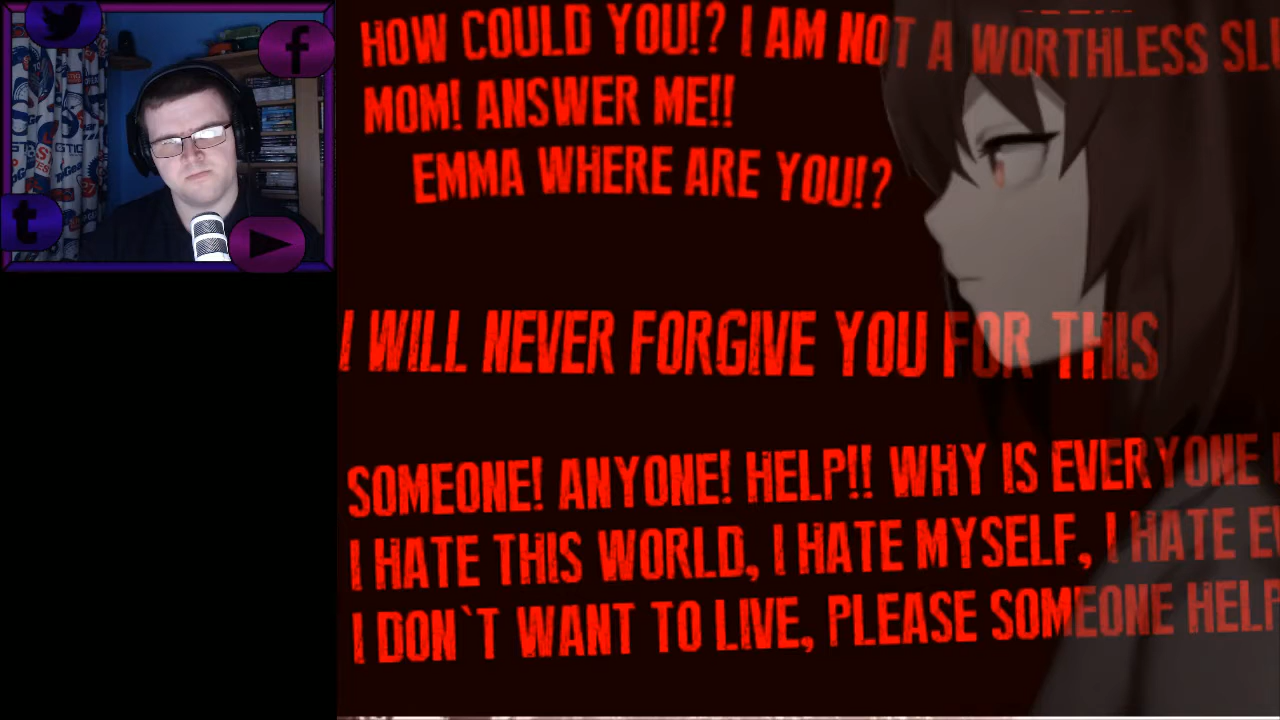 HOW COULD YOU!? I AM NOT A WORTHLESS
MOM! ANSWER ME!!
EMMA WHERE ARE YOU!?
I WILL NEVER FORGIVE YOU FOR THIS
SOMEONE! ANYONE! HELP!! WHY IS EVERYONE
I HATE THIS WORLD, I HATE MYSELF, I HATE
I DON`T WANT TO LIVE, PLEASE SOMEONE HELP